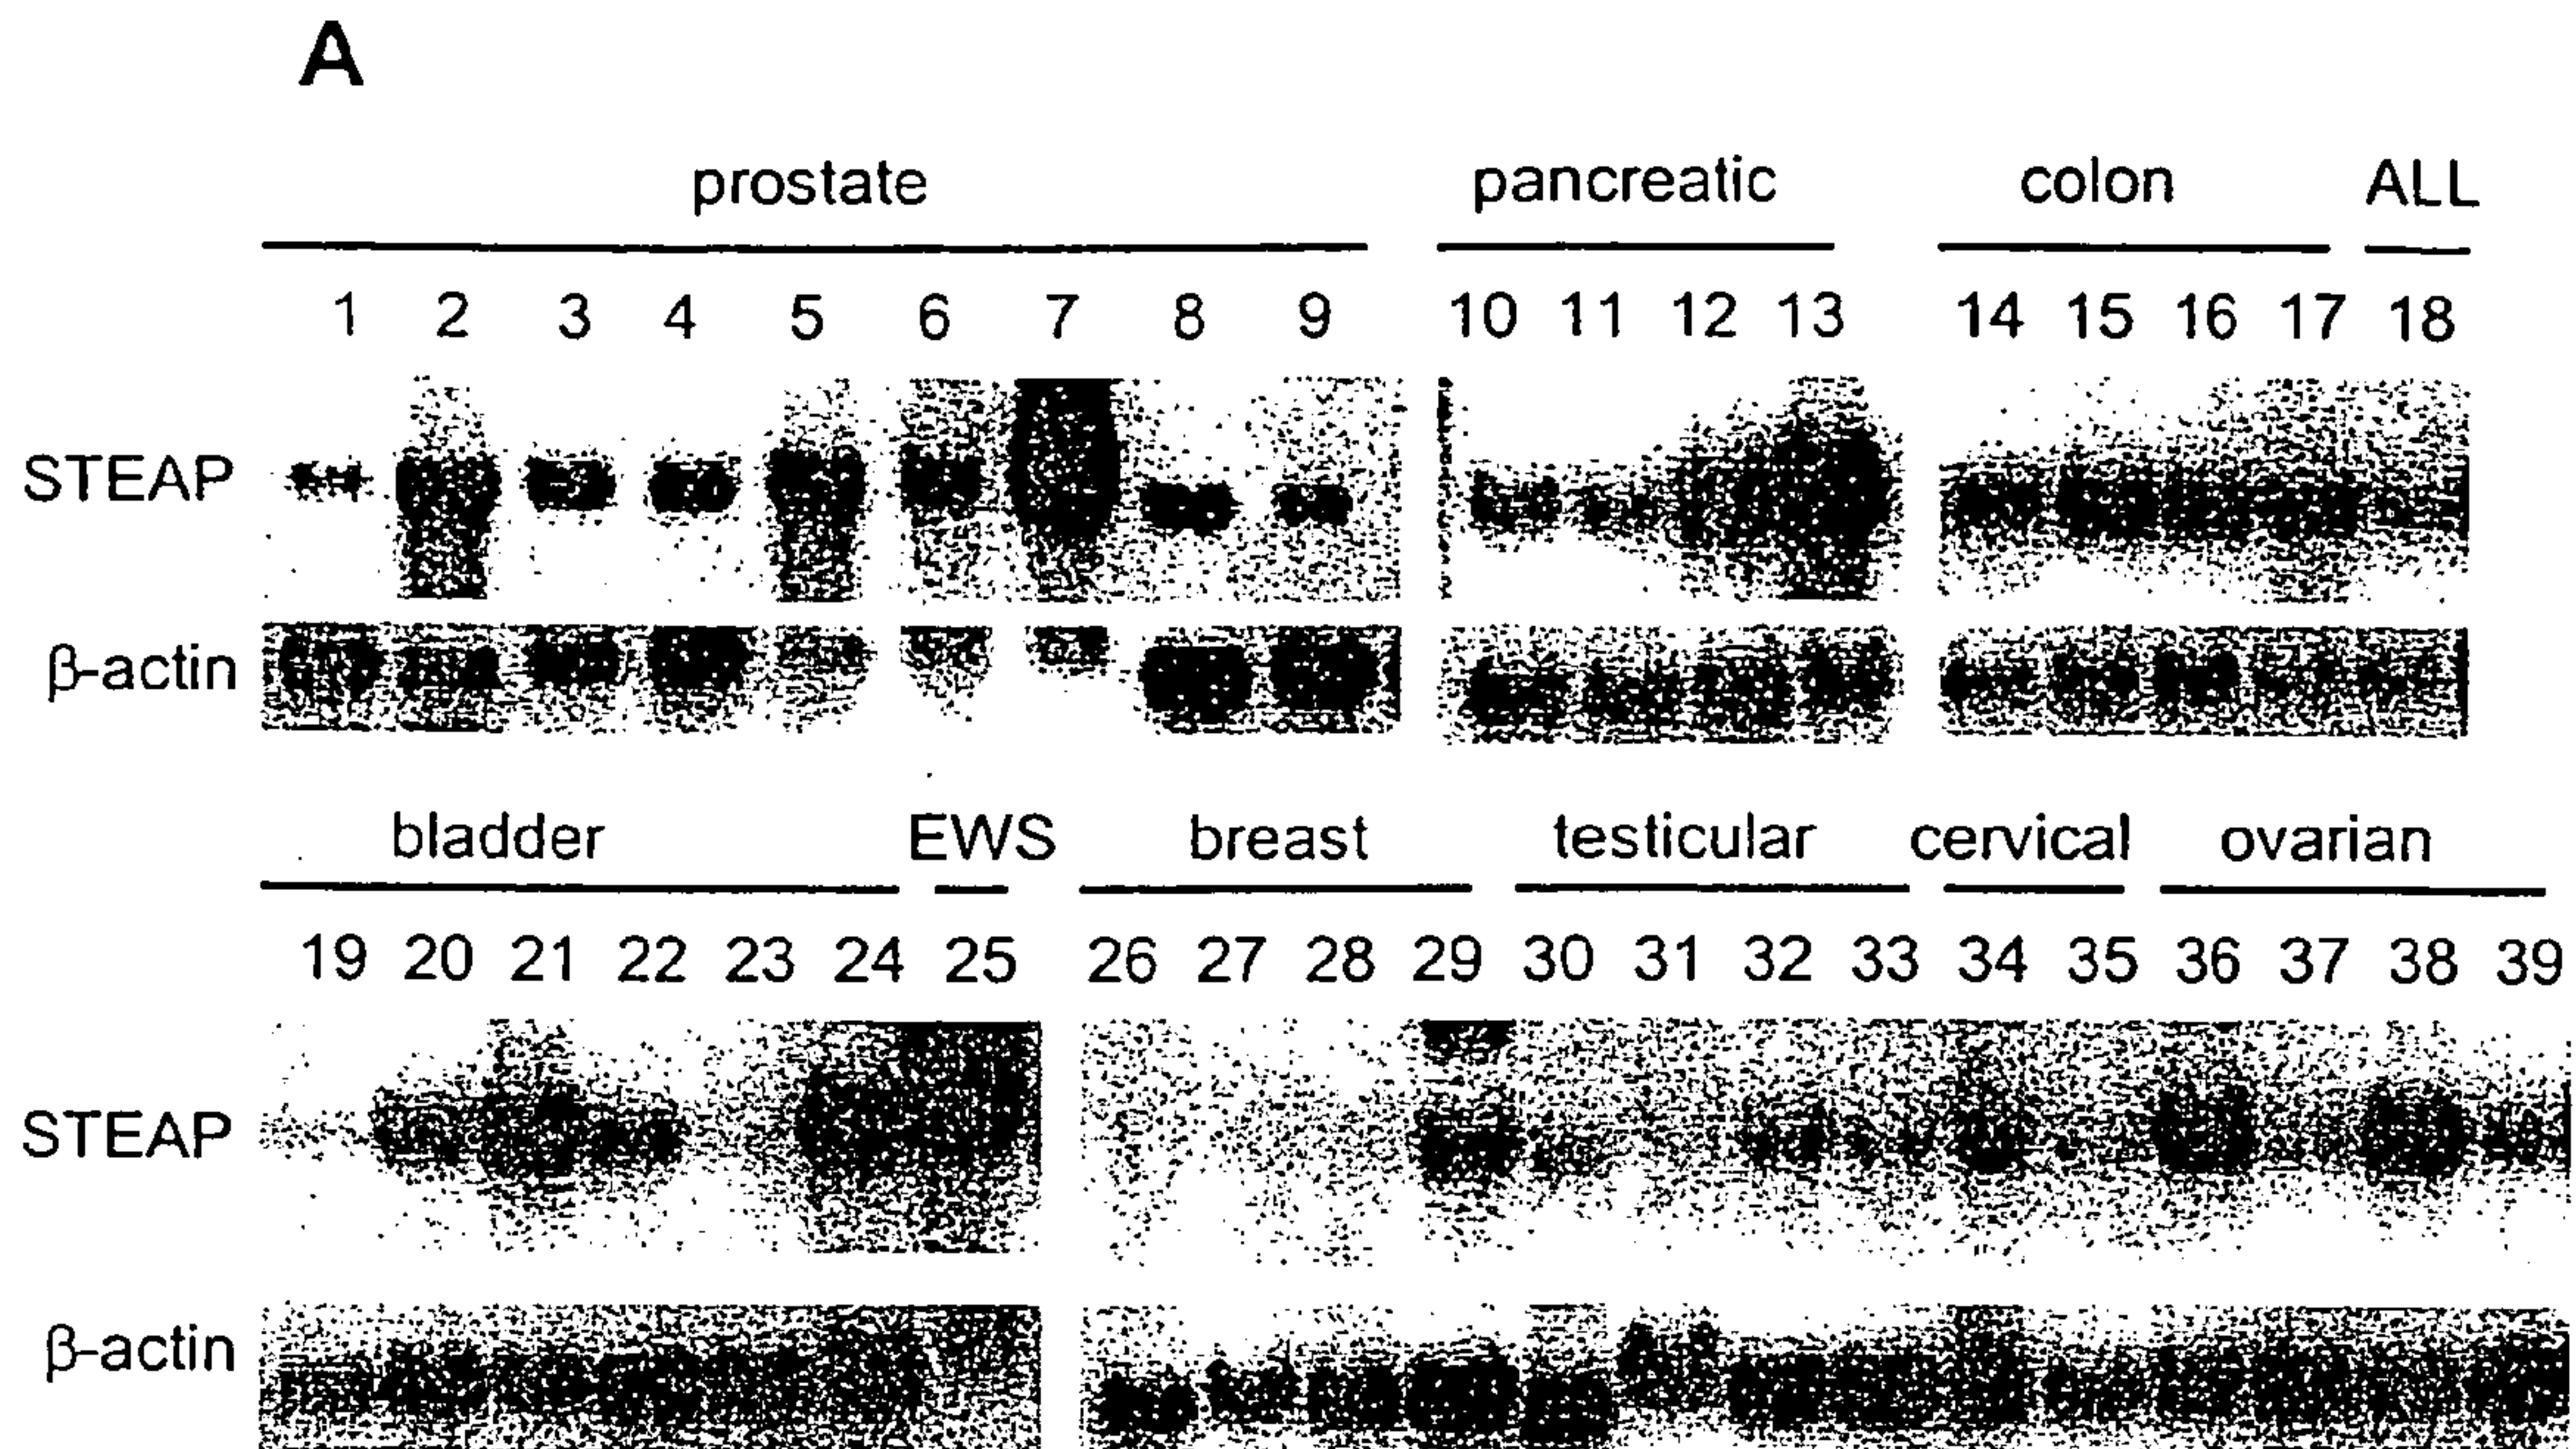 A
prostate pancreatic colon ALL
1 2 3 4 5 6 7 8 9 10 11 12 13 14 15 16 17 18
STEAP
β-actin
bladder EWS breast testicular cervical ovarian
19 20 21 22 23 24 25 26 27 28 29 30 31 32 33 34 35 36 37 38 39
STEAP
β-actin